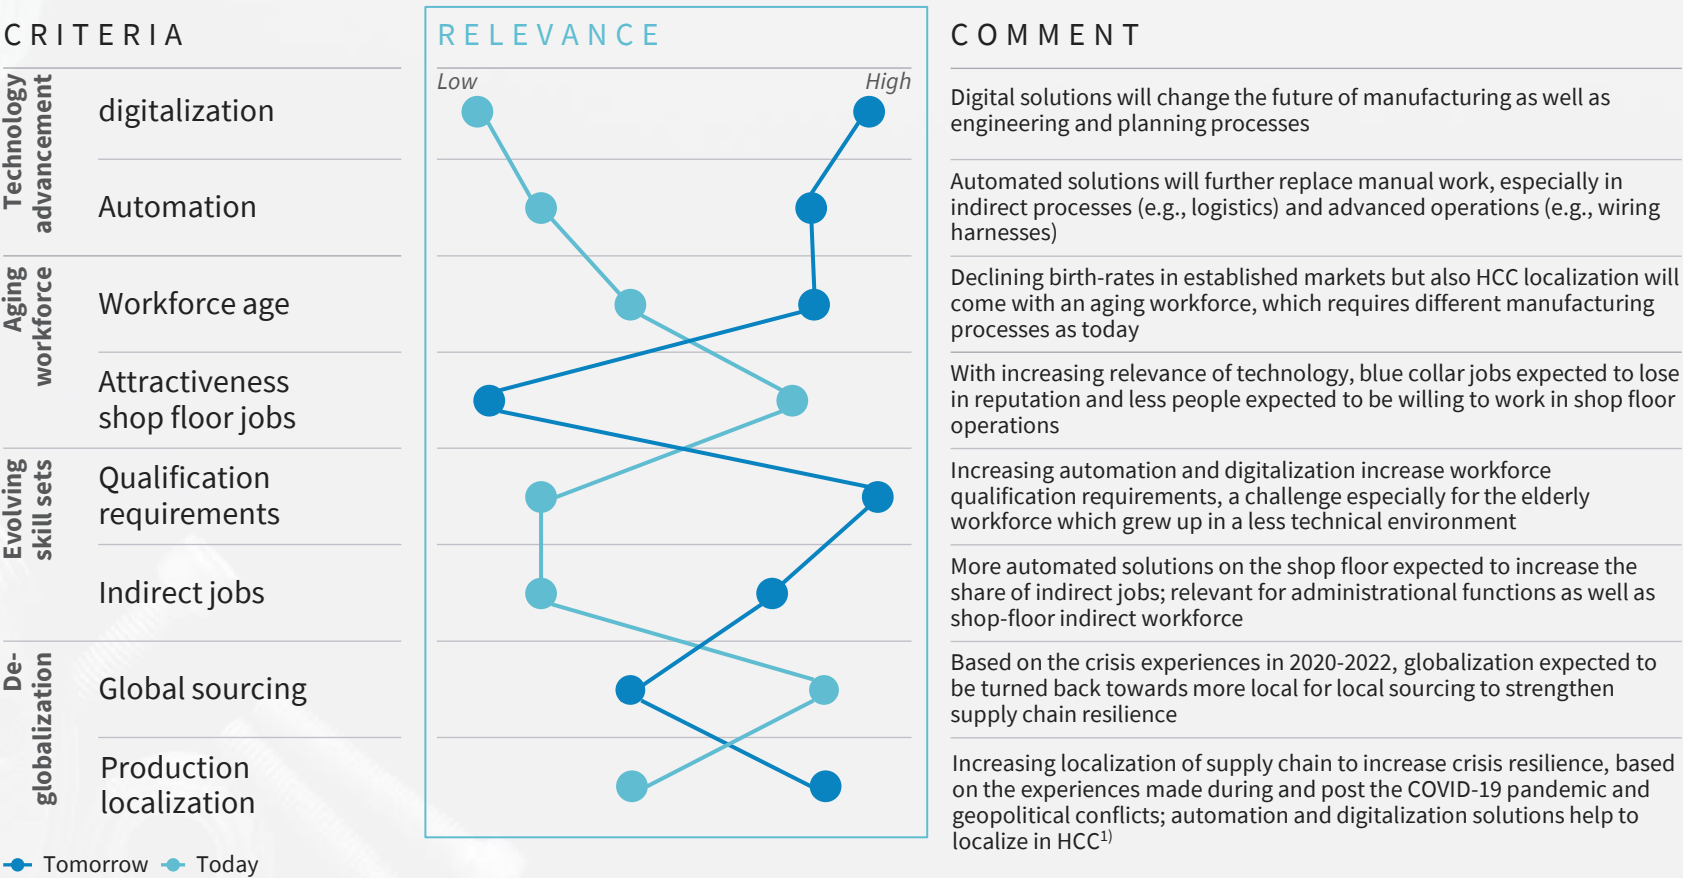 CRITERIA
RELEVANCE
COMMENT
Low
High
Technology
advancement
digitalization
Digital solutions will change the future of manufacturing as well as
engineering and planning processes
Automation
Automated solutions will further replace manual work, especially in
indirect processes (e.g., logistics) and advanced operations (e.g., wiring
harnesses)
Aging
workforce
Workforce age
Declining birth-rates in established markets but also HCC localization will
come with an aging workforce, which requires different manufacturing
processes as today
Attractiveness
shop floor jobs
With increasing relevance of technology, blue collar jobs expected to lose
in reputation and less people expected to be willing to work in shop floor
operations
Evolving
skill sets
Qualification
requirements
Increasing automation and digitalization increase workforce
qualification requirements, a challenge especially for the elderly
workforce which grew up in a less technical environment
Indirect jobs
More automated solutions on the shop floor expected to increase the
share of indirect jobs; relevant for administrational functions as well as
shop-floor indirect workforce
De-
globalization
Global sourcing
Based on the crisis experiences in 2020-2022, globalization expected to
be turned back towards more local for local sourcing to strengthen
supply chain resilience
Production
localization
Increasing localization of supply chain to increase crisis resilience, based
on the experiences made during and post the COVID-19 pandemic and
geopolitical conflicts; automation and digitalization solutions help to
localize in HCC1)
Tomorrow
Today